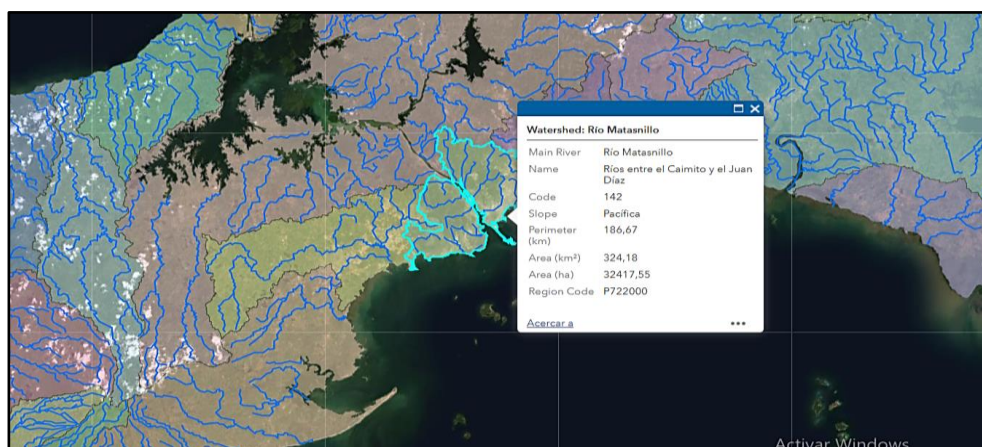 Watershed: Río Matasnillo
Main River Río Matasnillo
Name Ríos entre el Caimito y el Juan
Díaz
Code 142
Slope Pacífica
Perimeter 186,67
(km)
Area (km²) 324,18
Area (ha) 32417,55
Region Code P722000
Acercar a
Activar Windows